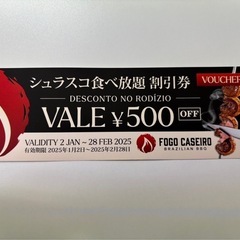 シュラスコ食べ放題 割引券
VOUCHER
DESCONTO NO RODÍZIO
VALE ¥500 OFF
VALIDITY 2 JAN ~ 28 FEB 2025
有効期限 2025年1月2日～2025年2月28日
FOGO CASEIRO
BRAZILIAN BBQ